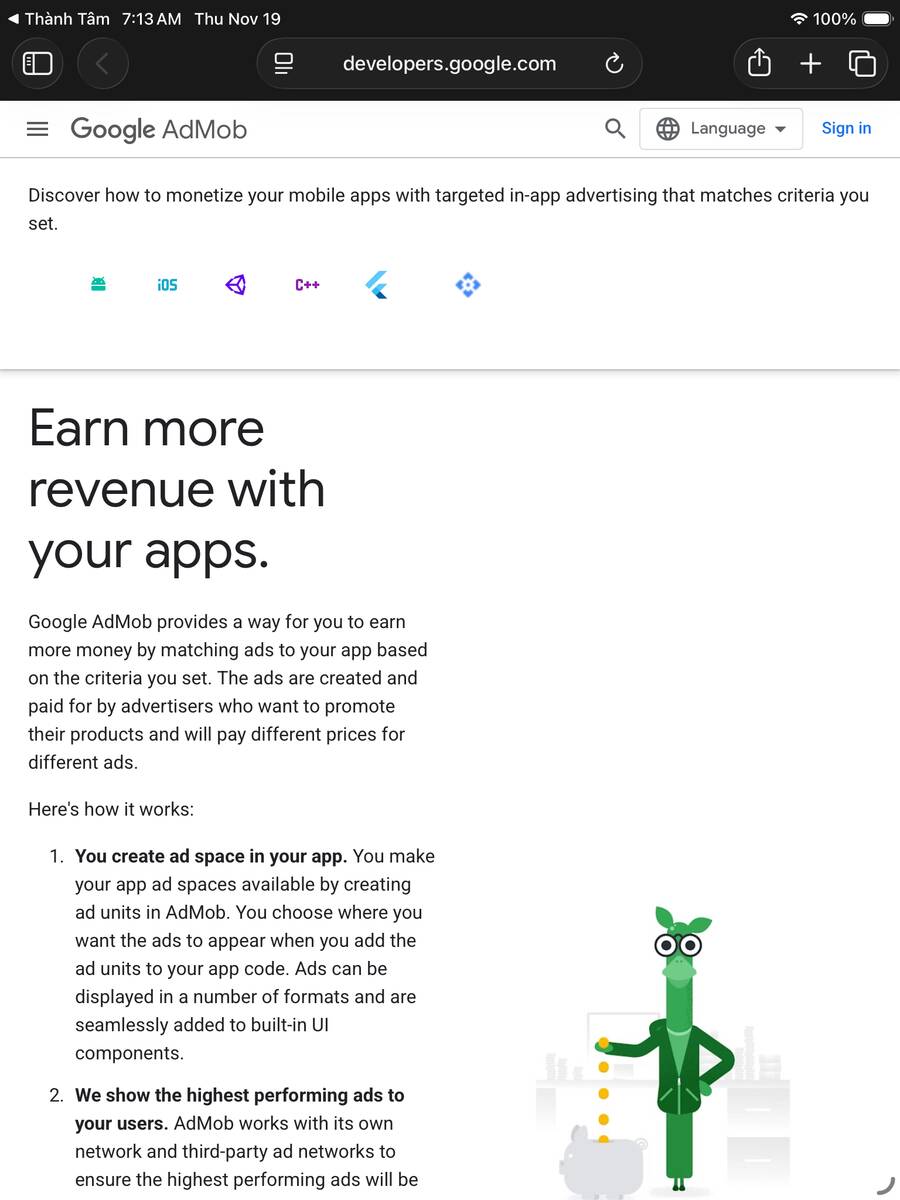 ◀ Thành Tâm 7:13 AM Thu Nov 19 100%
developers.google.com
Google AdMob Language Sign in
Discover how to monetize your mobile apps with targeted in-app advertising that matches criteria you
set.
iOS C++
Earn more
revenue with
your apps.
Google AdMob provides a way for you to earn
more money by matching ads to your app based
on the criteria you set. The ads are created and
paid for by advertisers who want to promote
their products and will pay different prices for
different ads.
Here's how it works:
1. You create ad space in your app. You make
your app ad spaces available by creating
ad units in AdMob. You choose where you
want the ads to appear when you add the
ad units to your app code. Ads can be
displayed in a number of formats and are
seamlessly added to built-in UI
components.
2. We show the highest performing ads to
your users. AdMob works with its own
network and third-party ad networks to
ensure the highest performing ads will be